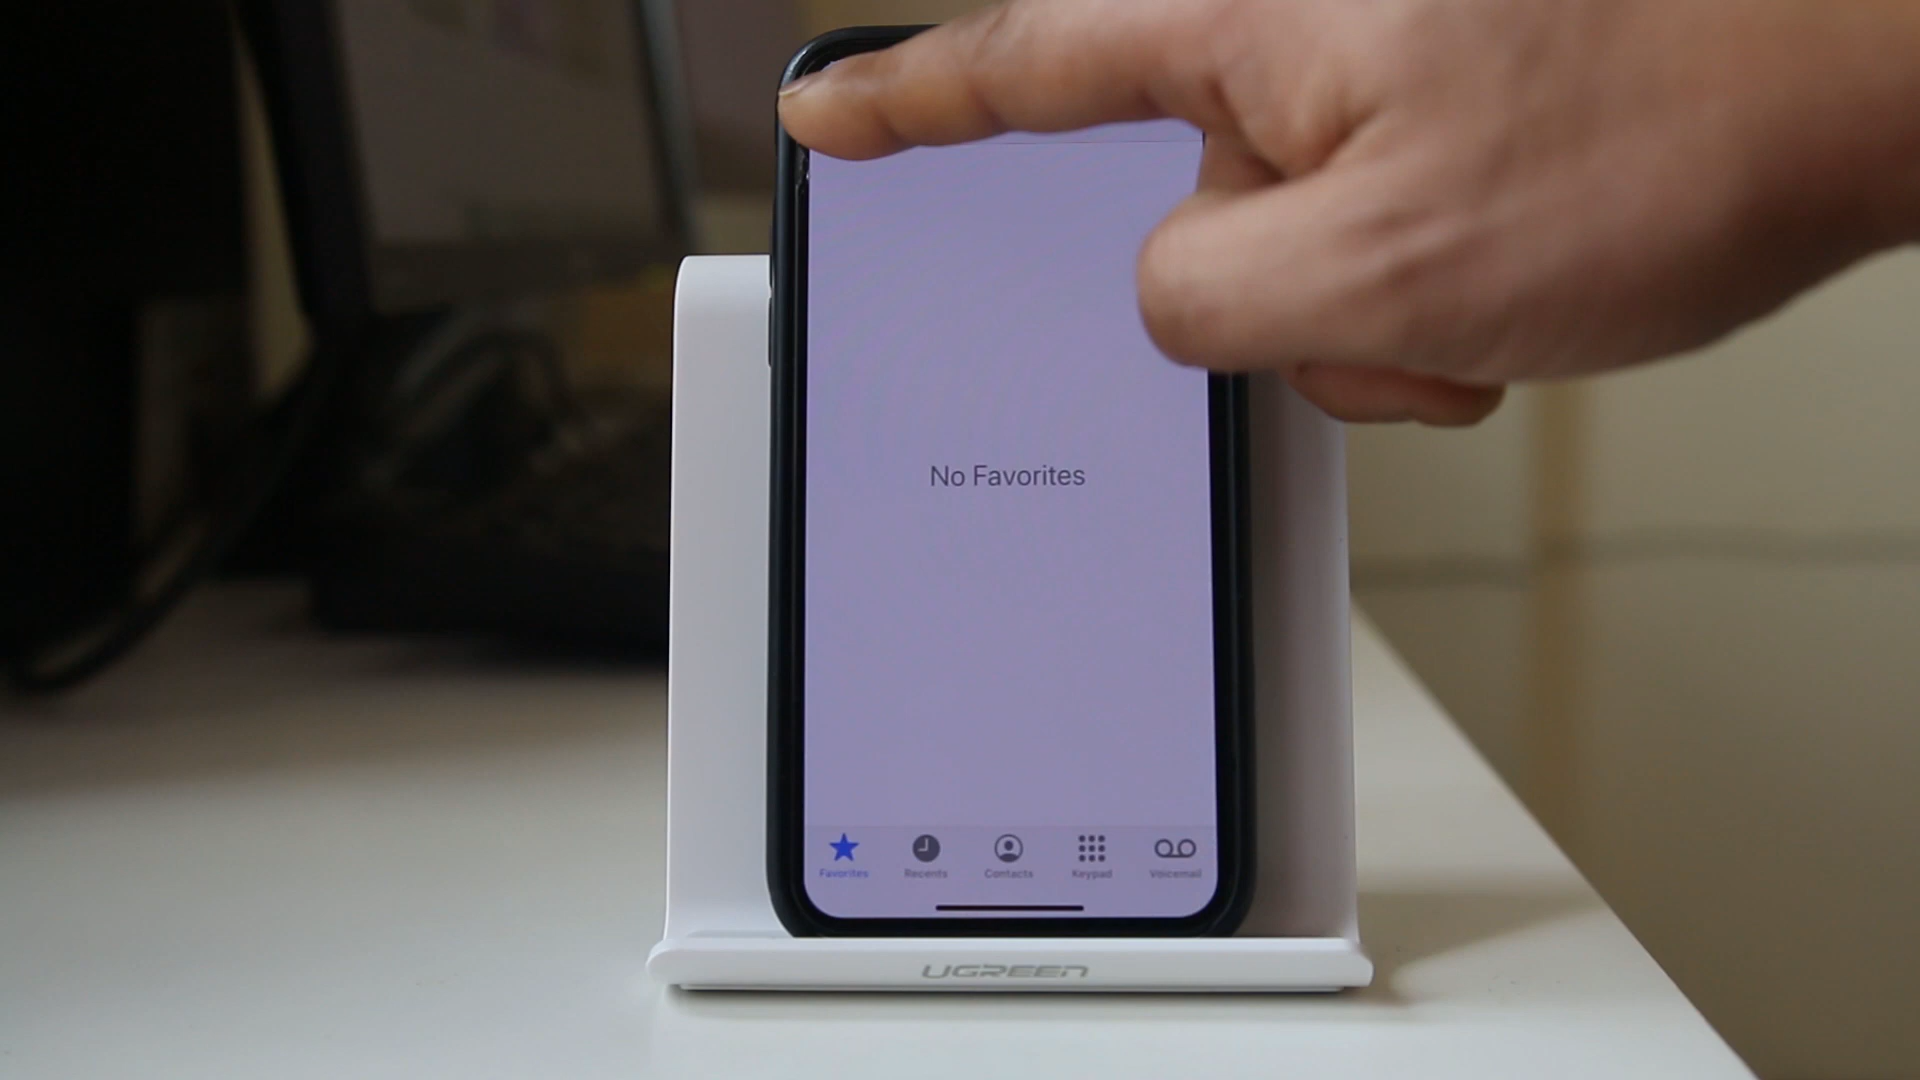 No Favorites
Favorites
Recents
Contacts
Keypad
Voicemail
UGREEN